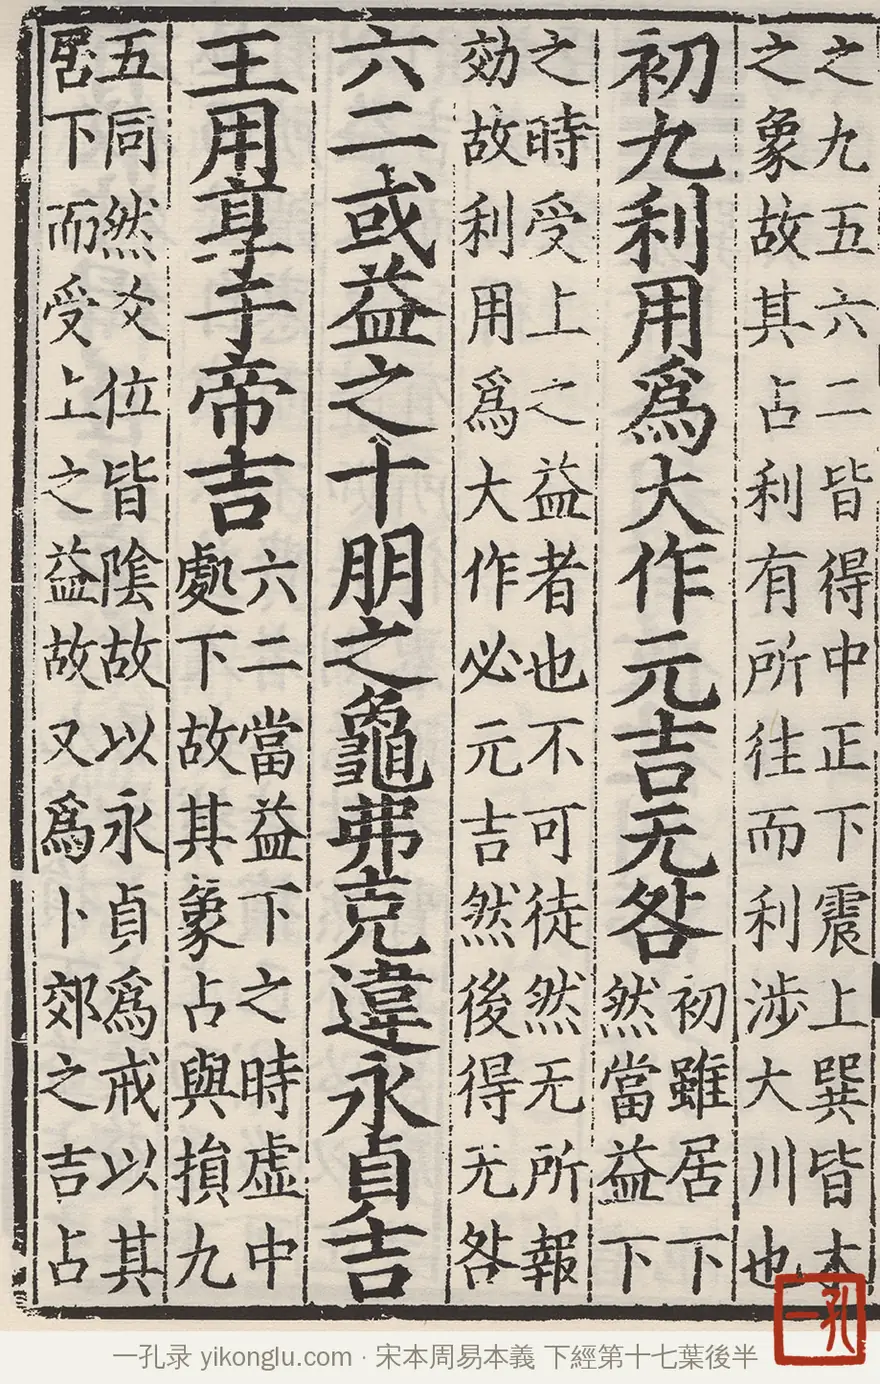 之九五六二皆得中正下震上巽皆木
之象故其占利有所往而利涉大川也
初九利用爲大作元吉无咎
初雖居下
然當益下
之時受上之益者也不可徒然无所報
効故利用爲大作必元吉然後得无咎
六二或益之十朋之龜弗克違永貞吉
王用享于帝吉
六二當益下之時虚中
處下故其象占與損九
五同然爻位皆陰故以永貞爲戒以其
居下而受上之益故又爲卜郊之吉占
一孔
一孔录 yikonglu.com · 宋本周易本義 下經第十七葉後半